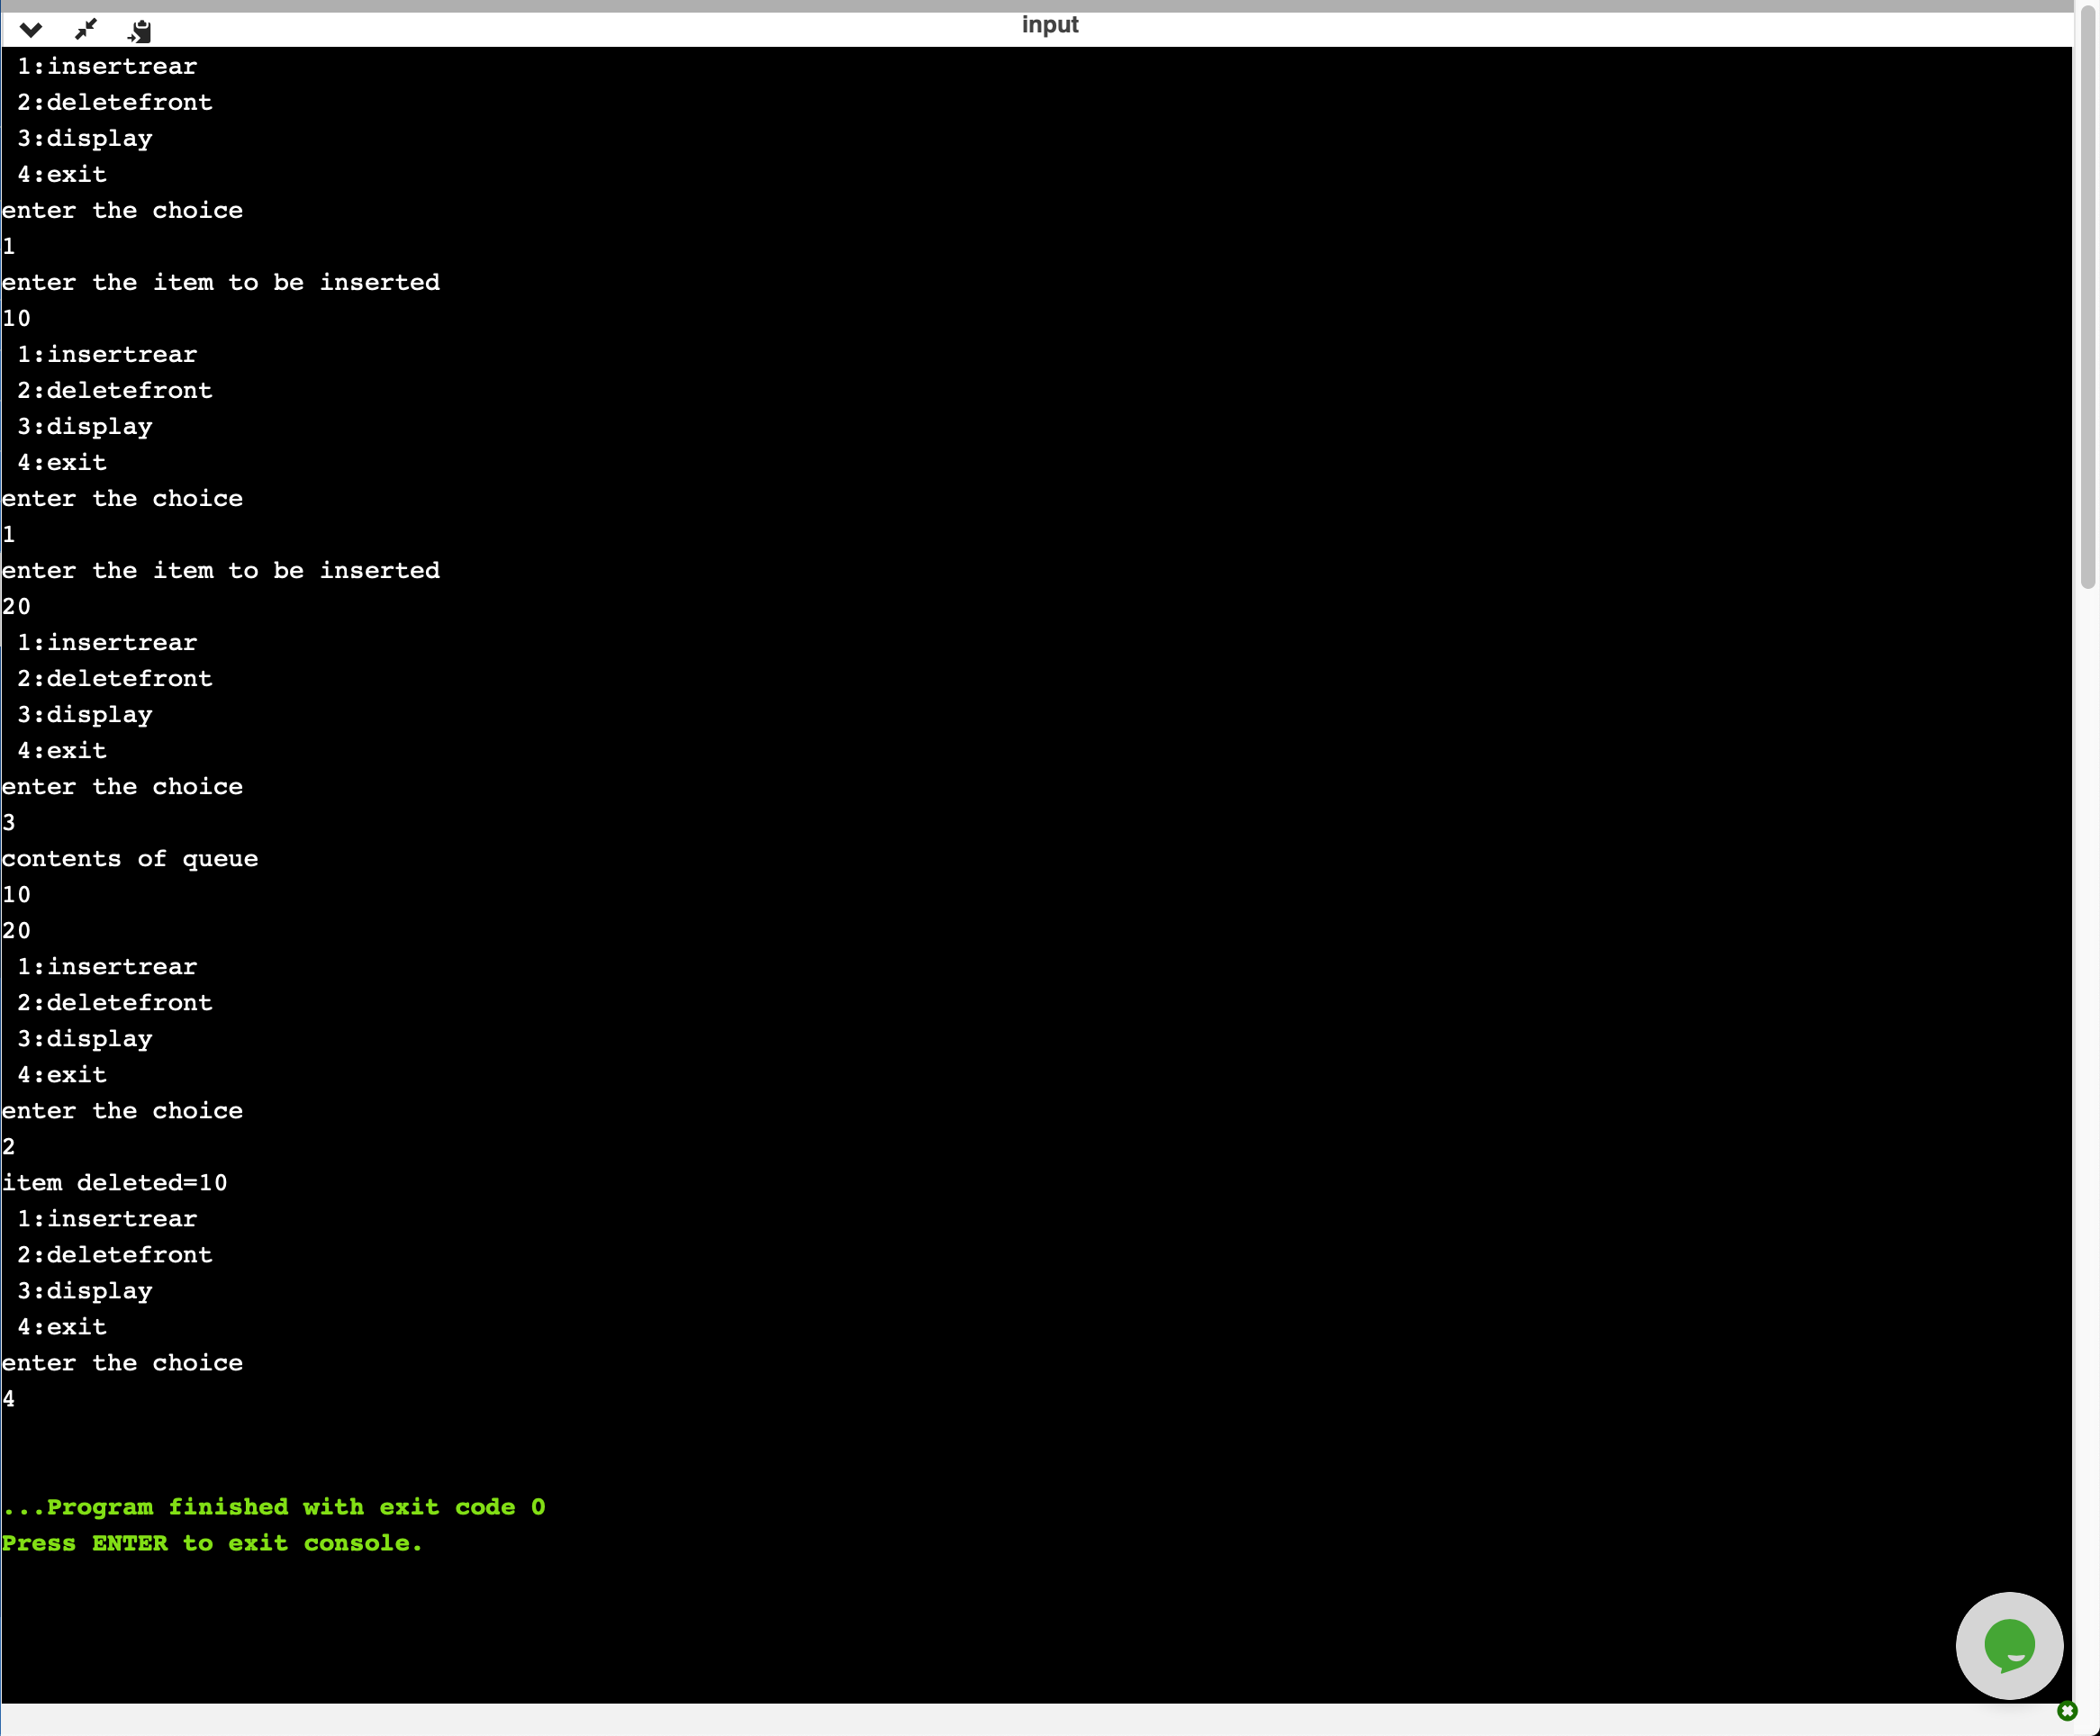 input
1:insertrear
2:deletefront
3:display
4:exit
enter the choice
1
enter the item to be inserted
10
1:insertrear
2:deletefront
3:display
4:exit
enter the choice
1
enter the item to be inserted
20
1:insertrear
2:deletefront
3:display
4:exit
enter the choice
3
contents of queue
10
20
1:insertrear
2:deletefront
3:display
4:exit
enter the choice
2
item deleted=10
1:insertrear
2:deletefront
3:display
4:exit
enter the choice
4
...Program finished with exit code 0
Press ENTER to exit console.